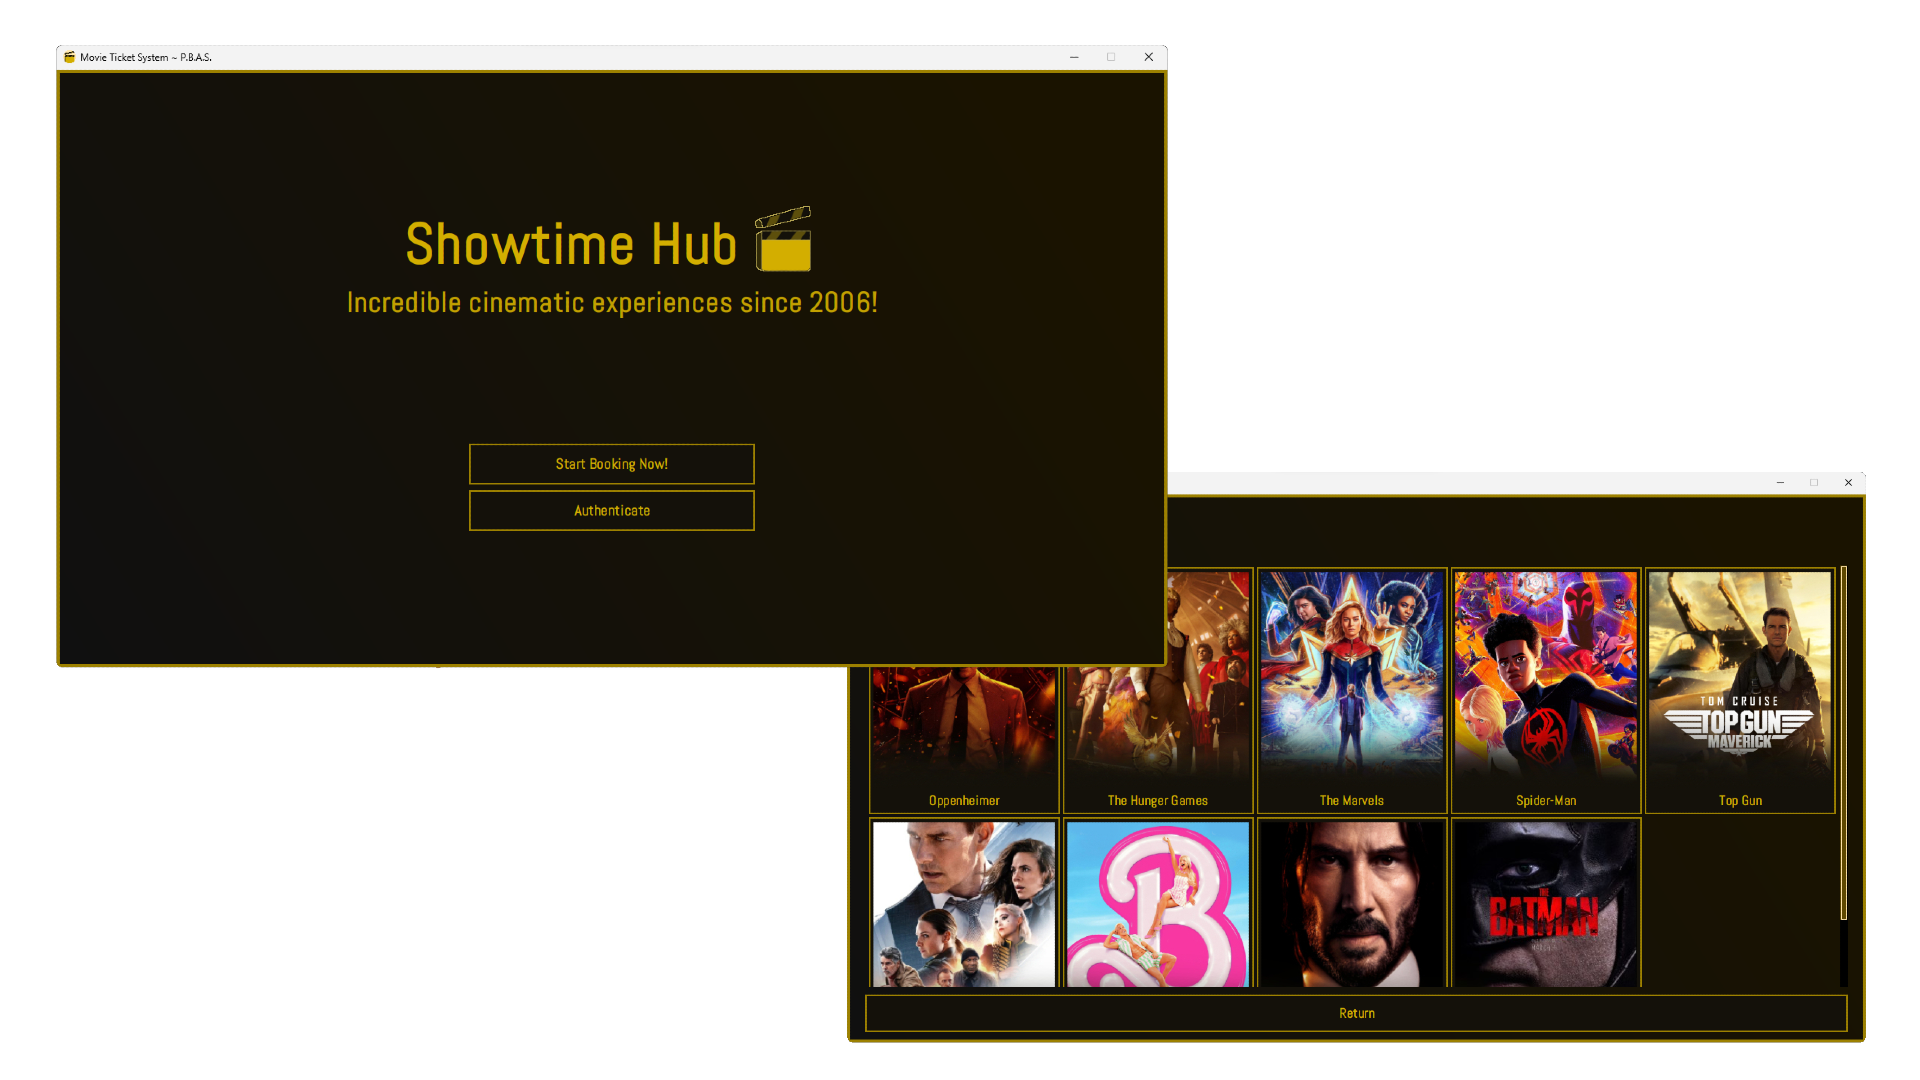 Movie Ticket System ~ P.B.A.S.
Showtime Hub
Incredible cinematic experiences since 2006!
Start Booking Now!
Authenticate
TOM CRUISE
TOP GUN
MAVERICK
Oppenheimer
The Hunger Games
The Marvels
Spider-Man
Top Gun
THE
BATMAN
Return